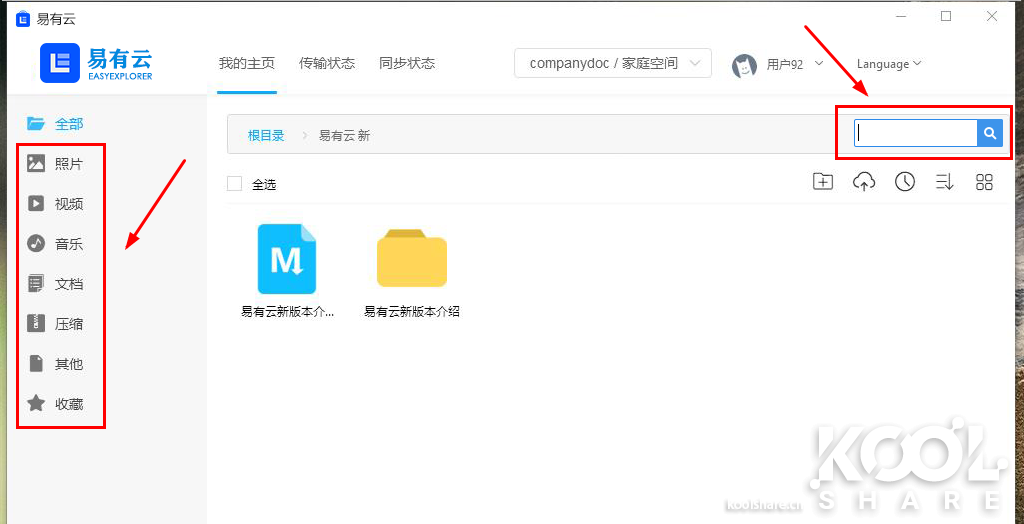 易有云
易有云
EASYEXPLORER
我的主页
传输状态
同步状态
companydoc / 家庭空间
用户92
Language
全部
照片
视频
音乐
文档
压缩
其他
收藏
根目录
易有云 新
全选
M
易有云新版本介...
易有云新版本介绍
KOOL
SHARE
koolshare.cn